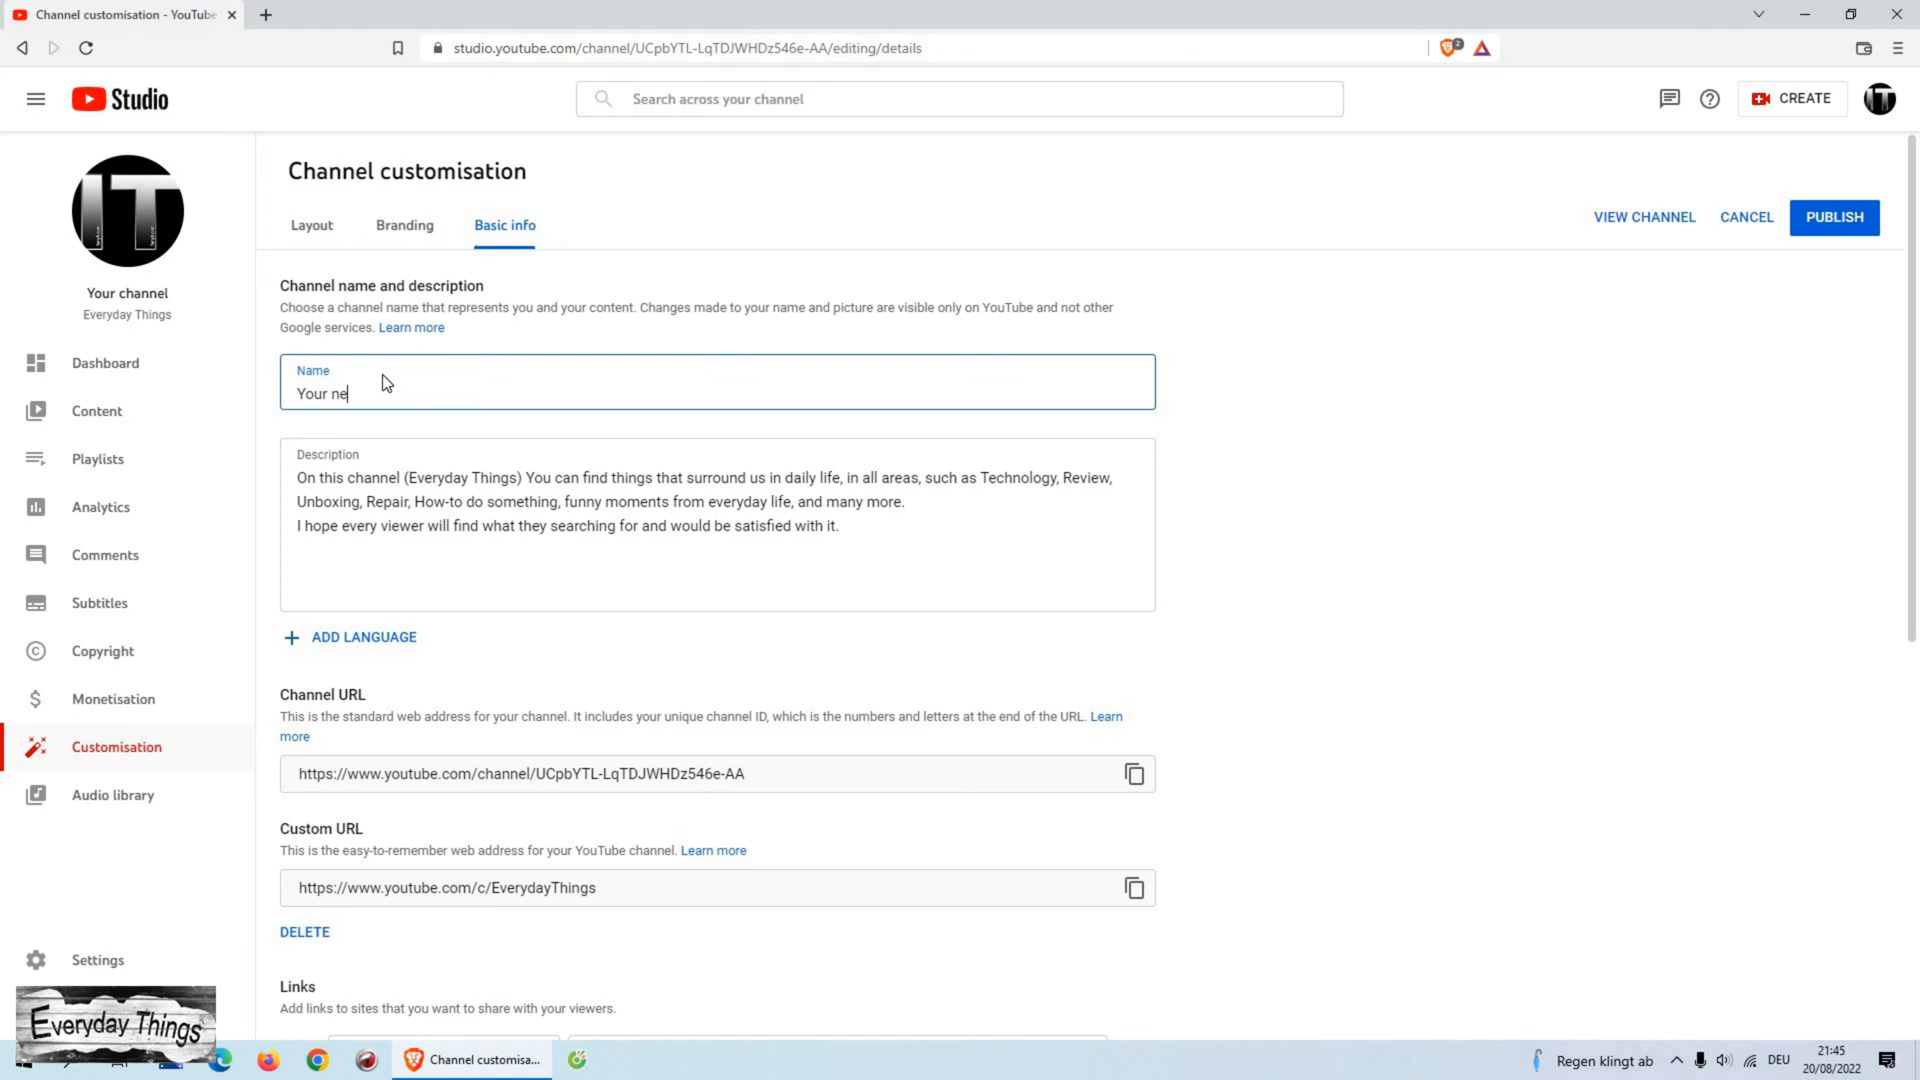 Channel customisation - YouTube
studio.youtube.com/channel/UCpbYTL-LqTDJWHDz546e-AA/editing/details
2
Studio
Search across your channel
CREATE
IT
IT
Your channel
Everyday Things
Dashboard
Content
Playlists
Analytics
Comments
Subtitles
Copyright
Monetisation
Customisation
Audio library
Settings
Channel customisation
Layout
Branding
Basic info
VIEW CHANNEL
CANCEL
PUBLISH
Channel name and description
Choose a channel name that represents you and your content. Changes made to your name and picture are visible only on YouTube and not other
Google services. Learn more
Name
Your ne
Description
On this channel (Everyday Things) You can find things that surround us in daily life, in all areas, such as Technology, Review,
Unboxing, Repair, How-to do something, funny moments from everyday life, and many more.
I hope every viewer will find what they searching for and would be satisfied with it.
ADD LANGUAGE
Channel URL
This is the standard web address for your channel. It includes your unique channel ID, which is the numbers and letters at the end of the URL. Learn
more
https://www.youtube.com/channel/UCpbYTL-LqTDJWHDz546e-AA
Custom URL
This is the easy-to-remember web address for your YouTube channel. Learn more
https://www.youtube.com/c/EverydayThings
DELETE
Links
Add links to sites that you want to share with your viewers.
Everyday Things
Channel customisa...
Regen klingt ab
DEU
21:45
20/08/2022